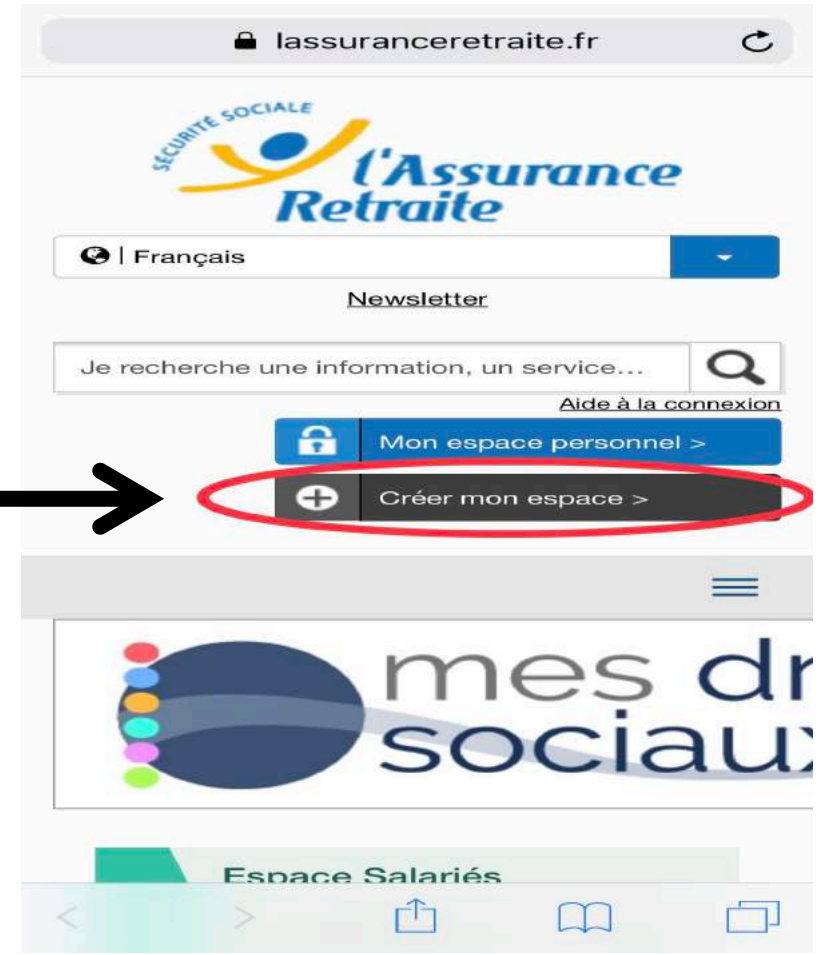 lassuranceretraite.fr
SÉCURITÉ SOCIALE
l'Assurance
Retraite
| Français
Newsletter
Je recherche une information, un service...
Aide à la connexion
Mon espace personnel >
Créer mon espace >
mes dr
sociaux
Espace Salariés